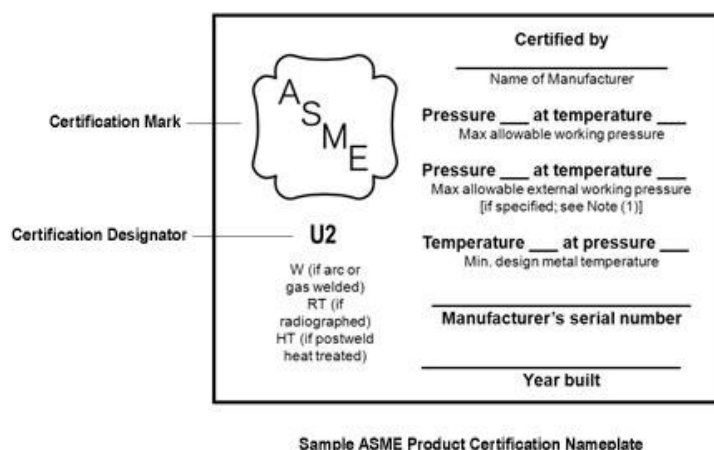 Certified by
Name of Manufacturer
ASME
Certification Mark
Pressure ___ at temperature ___
Max allowable working pressure
Pressure ___ at temperature ___
Max allowable external working pressure
[if specified; see Note (1)]
Certification Designator
U2
Temperature ___ at pressure ___
Min. design metal temperature
W (if arc or
gas welded)
RT (if
radiographed)
HT (if postweld
heat treated)
Manufacturer's serial number
Year built
Sample ASME Product Certification Nameplate